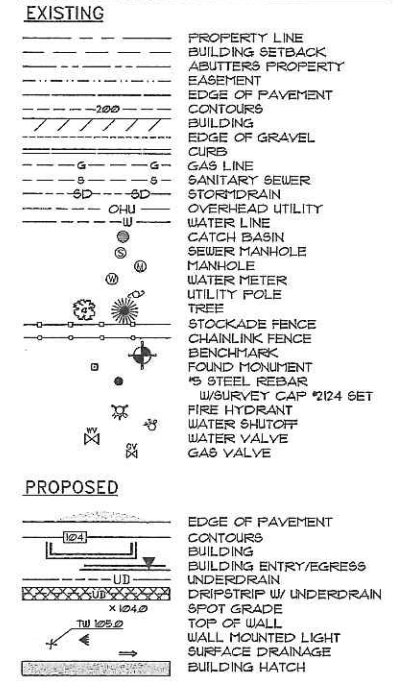 EXISTING
PROPERTY LINE
BUILDING SETBACK
ABUTTERS PROPERTY
EASEMENT
EDGE OF PAVEMENT
200 CONTOURS
BUILDING
EDGE OF GRAVEL
CURB
G G GAS LINE
S S SANITARY SEWER
SD SD STORMDRAIN
OHU OVERHEAD UTILITY
W WATER LINE
CATCH BASIN
S SEWER MANHOLE
M MANHOLE
W WATER METER
UTILITY POLE
TREE
STOCKADE FENCE
CHAINLINK FENCE
BENCHMARK
FOUND MONUMENT
#5 STEEL REBAR
W/SURVEY CAP #2124 SET
FIRE HYDRANT
WATER SHUTOFF
WV WATER VALVE
GV GAS VALVE
PROPOSED
EDGE OF PAVEMENT
104 CONTOURS
BUILDING
BUILDING ENTRY/EGRESS
UD UNDERDRAIN
UD DRIPSTRIP W/ UNDERDRAIN
× 104.0 SPOT GRADE
TW 105.0 TOP OF WALL
WALL MOUNTED LIGHT
SURFACE DRAINAGE
BUILDING HATCH